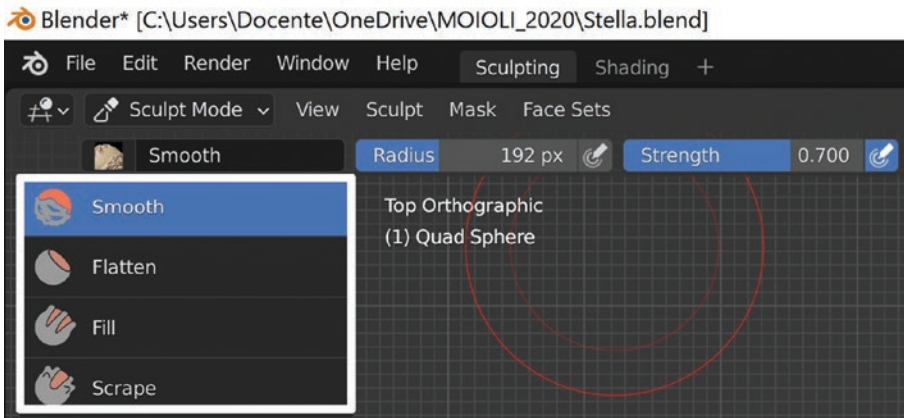 Blender* [C:\Users\Docente\OneDrive\MOIOLI_2020\Stella.blend]
File Edit Render Window Help Sculpting Shading +
Sculpt Mode View Sculpt Mask Face Sets
Smooth Radius 192 px Strength 0.700
Smooth
Top Orthographic
(1) Quad Sphere
Flatten
Fill
Scrape